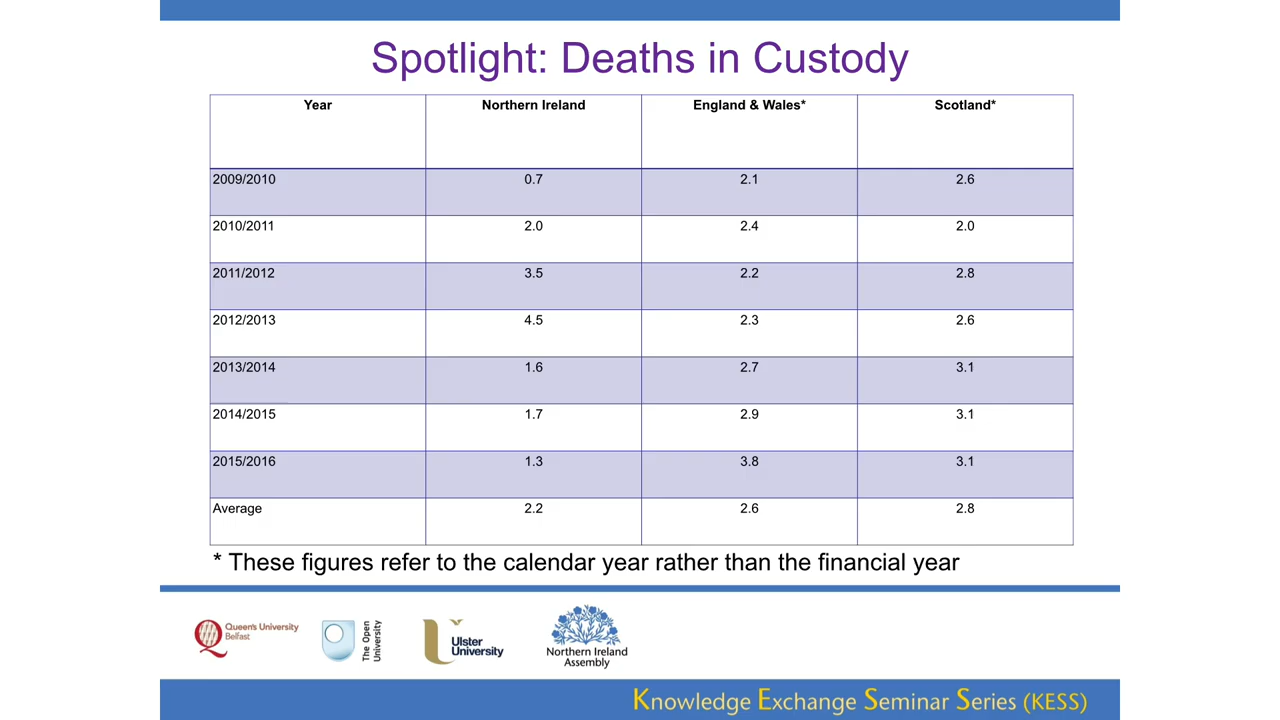 Spotlight: Deaths in Custody
Year Northern Ireland England & Wales* Scotland*
2009/2010 0.7 2.1 2.6
2010/2011 2.0 2.4 2.0
2011/2012 3.5 2.2 2.8
2012/2013 4.5 2.3 2.6
2013/2014 1.6 2.7 3.1
2014/2015 1.7 2.9 3.1
2015/2016 1.3 3.8 3.1
Average 2.2 2.6 2.8
* These figures refer to the calendar year rather than the financial year
Queen's University
Belfast
The Open
University
Ulster
University
Northern Ireland
Assembly
Knowledge Exchange Seminar Series (KESS)